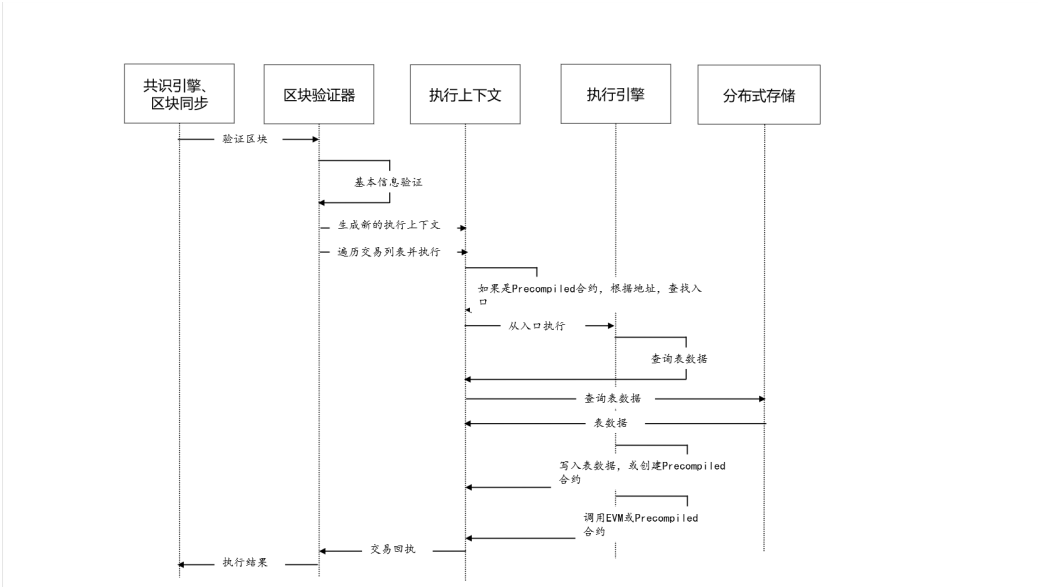 共识引擎、
区块同步
区块验证器
执行上下文
执行引擎
分布式存储
验证区块
基本信息验证
生成新的执行上下文
遍历交易列表并执行
如果是Precompiled合约，根据地址，查找入
口
从入口执行
查询表数据
查询表数据
表数据
写入表数据，或创建Precompiled
合约
调用EVM或Precompiled
合约
交易回执
执行结果